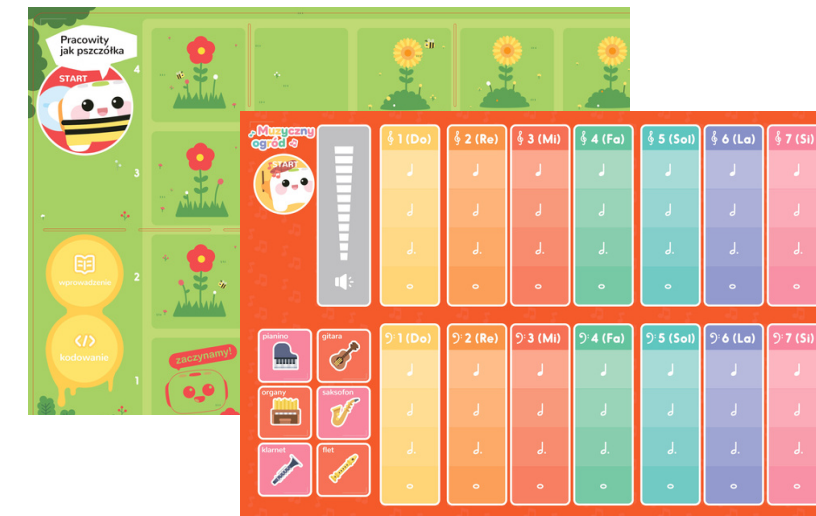 Pracowity
jak pszczółka
START
4
3
2
1
wprowadzenie
</>
kodowanie
zaczynamy!
Muzyczny
ogród
START
1 (Do) 2 (Re) 3 (Mi) 4 (Fa) 5 (Sol) 6 (La) 7 (Si)
pianino gitara
organy saksofon
klarnet flet
1 (Do) 2 (Re) 3 (Mi) 4 (Fa) 5 (Sol) 6 (La) 7 (Si)